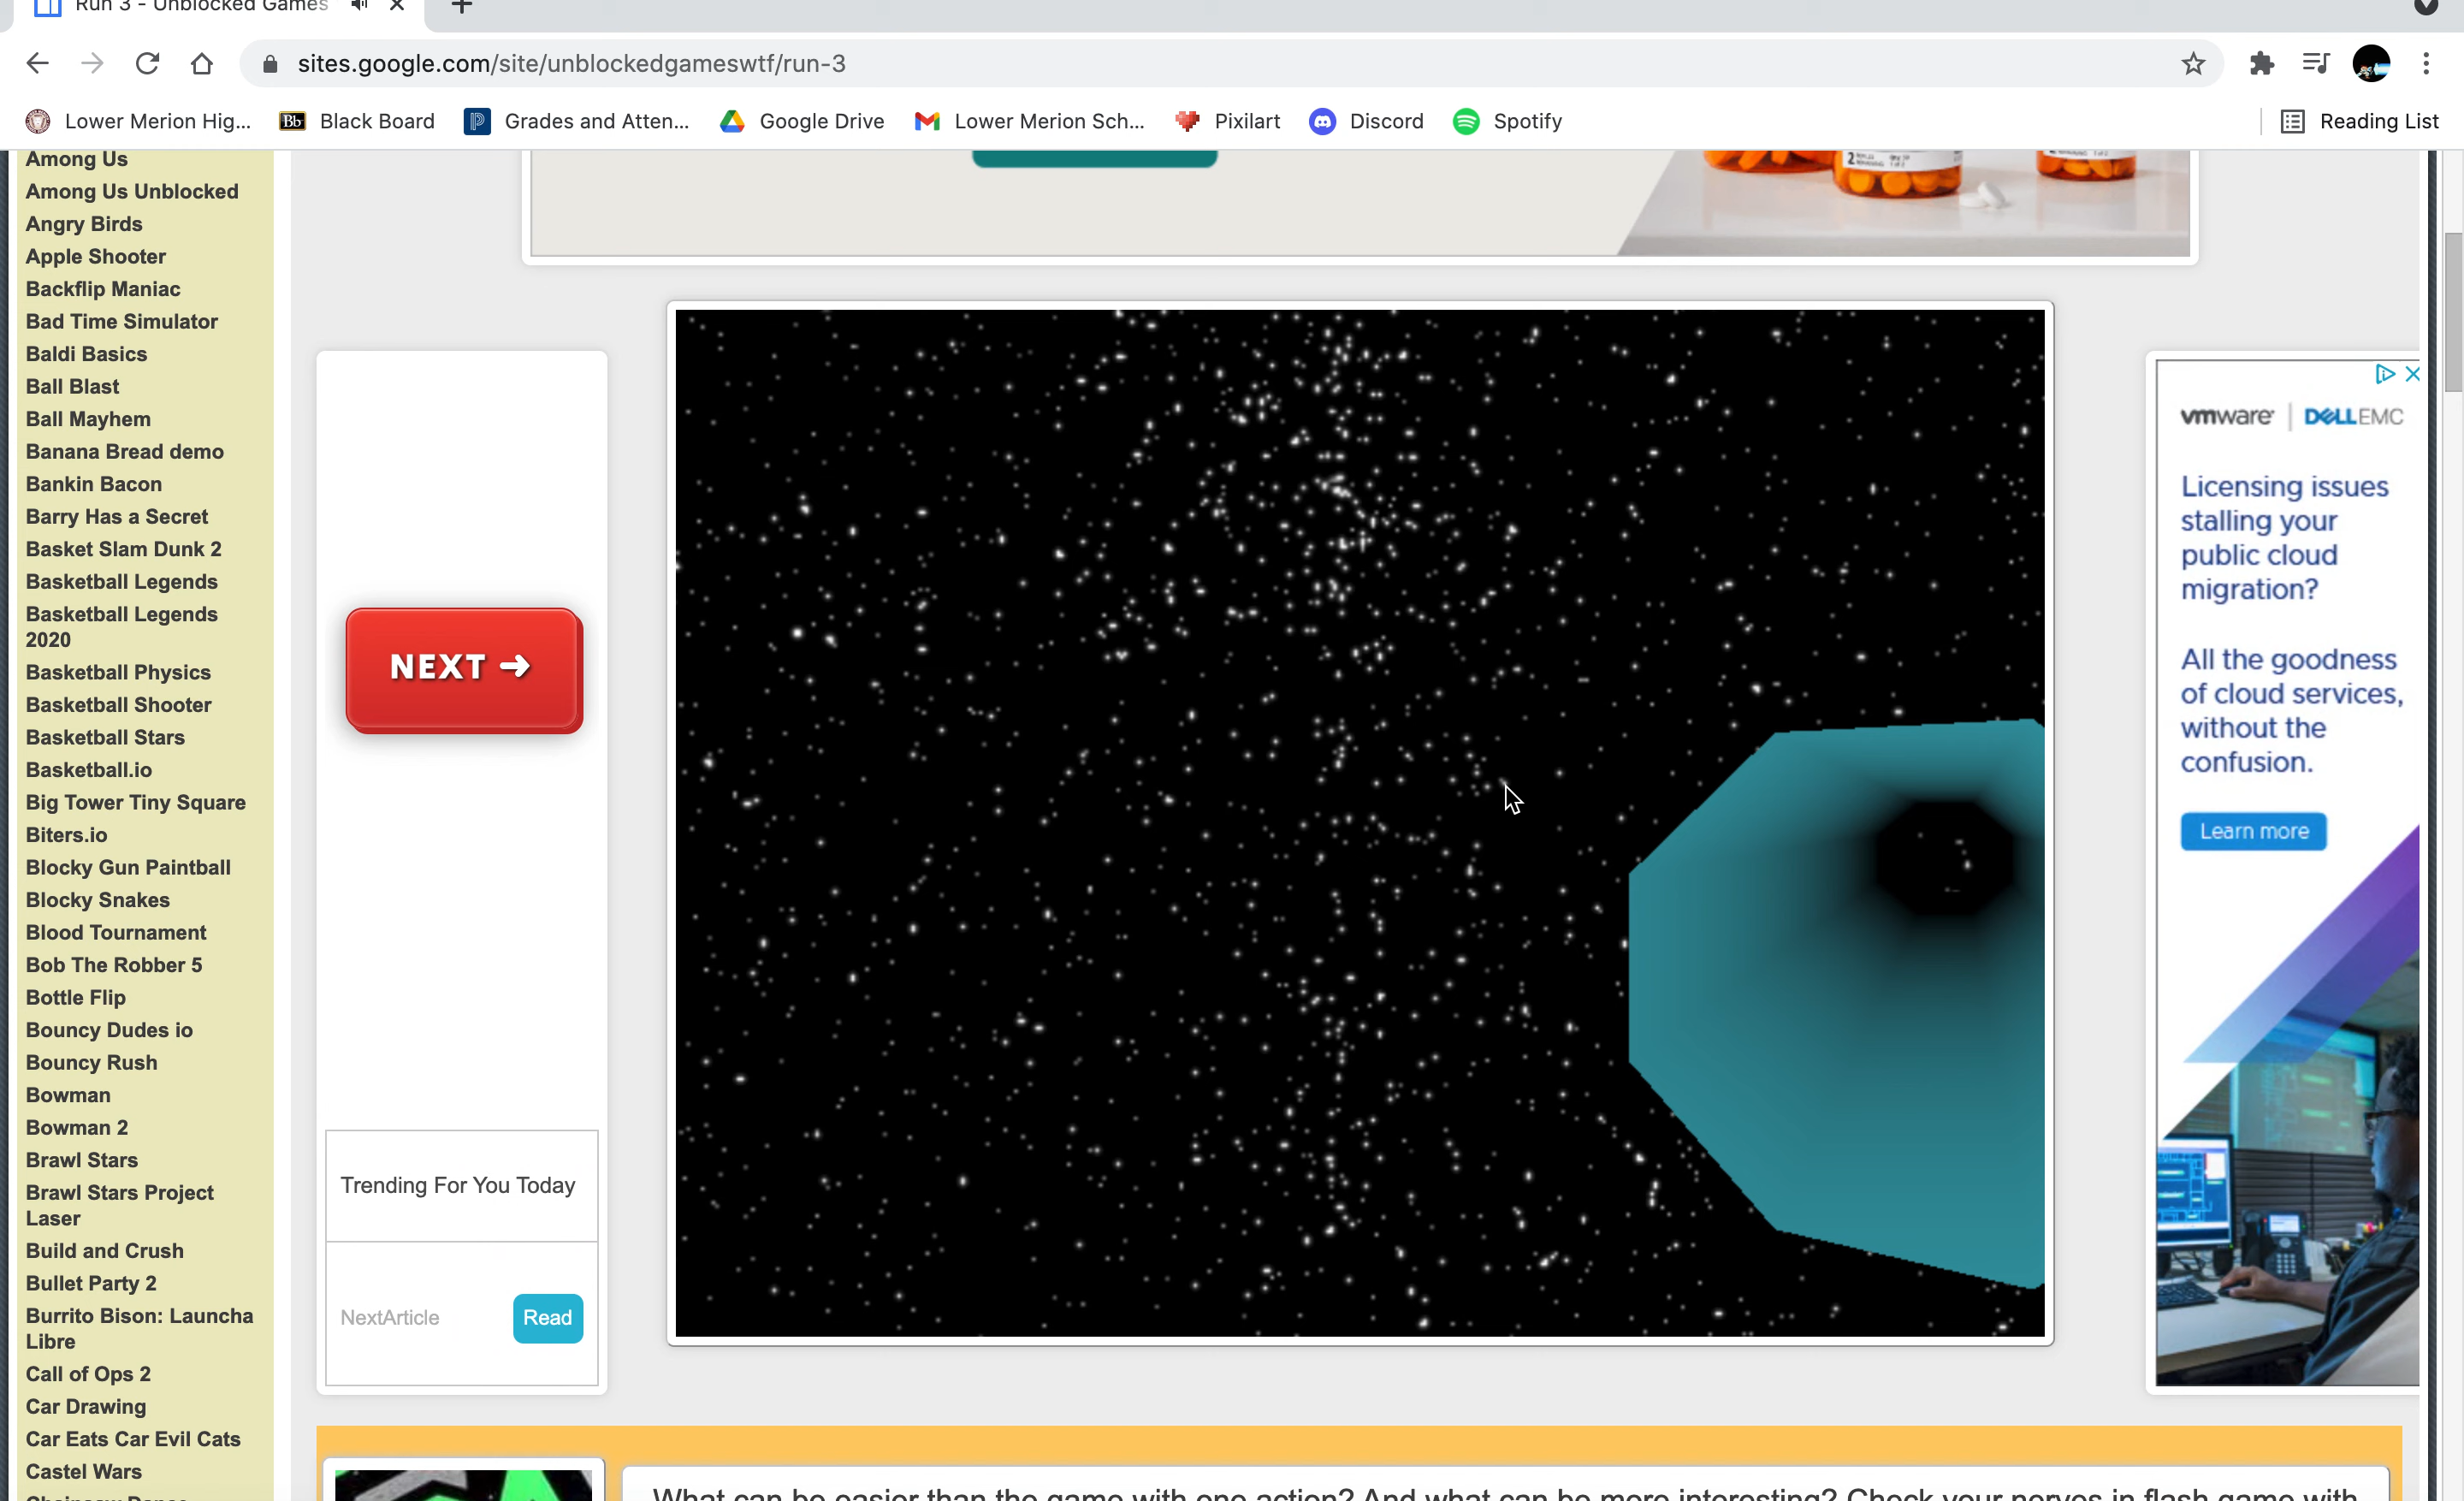 Run 3 - Unblocked Games
sites.google.com/site/unblockedgameswtf/run-3
Lower Merion Hig...
Bb Black Board
Grades and Atten...
Google Drive
Lower Merion Sch...
Pixilart
Discord
Spotify
Reading List
Among Us
Among Us Unblocked
Angry Birds
Apple Shooter
Backflip Maniac
Bad Time Simulator
Baldi Basics
Ball Blast
Ball Mayhem
Banana Bread demo
Bankin Bacon
Barry Has a Secret
Basket Slam Dunk 2
Basketball Legends
Basketball Legends
2020
Basketball Physics
Basketball Shooter
Basketball Stars
Basketball.io
Big Tower Tiny Square
Biters.io
Blocky Gun Paintball
Blocky Snakes
Blood Tournament
Bob The Robber 5
Bottle Flip
Bouncy Dudes io
Bouncy Rush
Bowman
Bowman 2
Brawl Stars
Brawl Stars Project
Laser
Build and Crush
Bullet Party 2
Burrito Bison: Launcha
Libre
Call of Ops 2
Car Drawing
Car Eats Car Evil Cats
Castel Wars
NEXT →
Trending For You Today
NextArticle
Read
vmware | DELLEMC
Licensing issues
stalling your
public cloud
migration?
All the goodness
of cloud services,
without the
confusion.
Learn more
What can be easier than the game with one action? And what can be more interesting? Check your nerves in flash game with